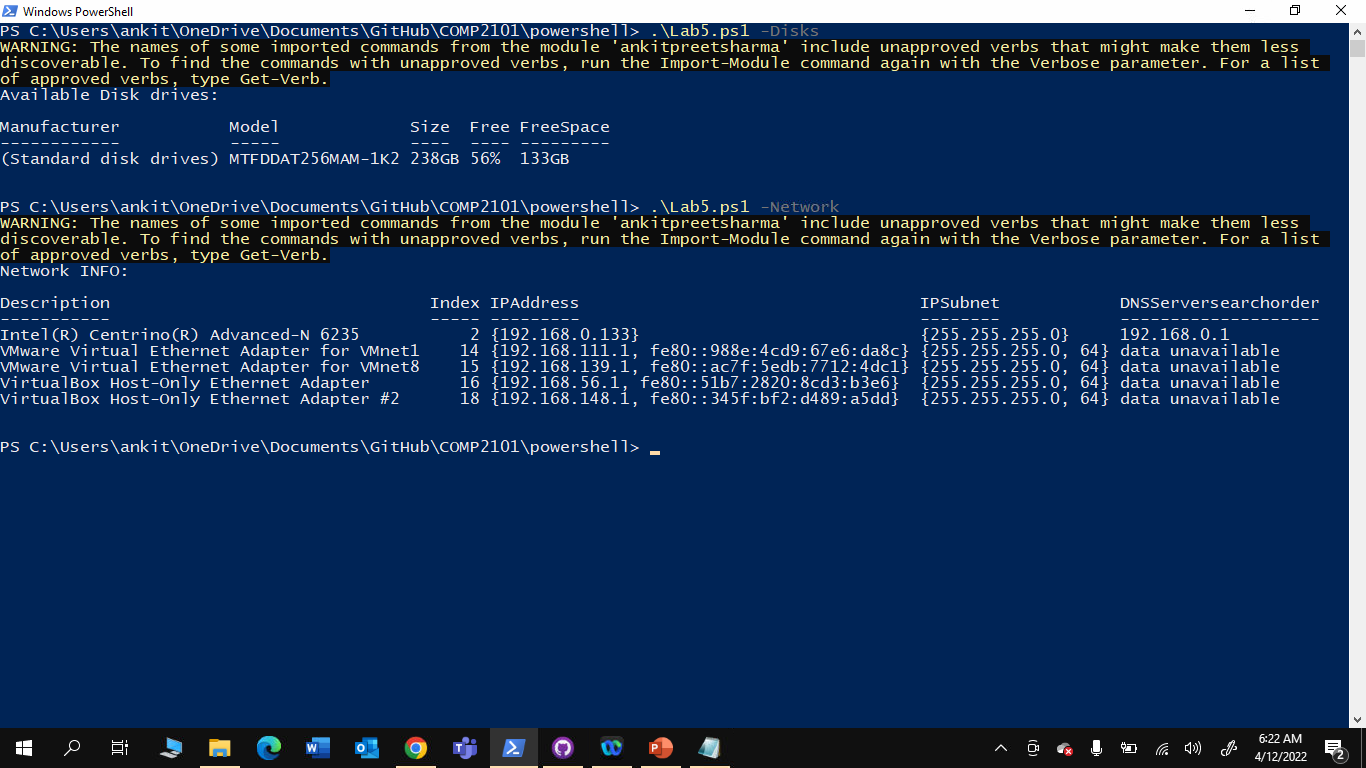 Windows PowerShell
PS C:\Users\ankit\OneDrive\Documents\GitHub\COMP2101\powershell> .\Lab5.ps1 -Disks
WARNING: The names of some imported commands from the module 'ankitpreetsharma' include unapproved verbs that might make them less
discoverable. To find the commands with unapproved verbs, run the Import-Module command again with the Verbose parameter. For a list
of approved verbs, type Get-Verb.
Available Disk drives:
Manufacturer           Model             Size  Free FreeSpace
------------           -----             ----  ---- ---------
(Standard disk drives) MTFDDAT256MAM-1K2 238GB 56%  133GB
PS C:\Users\ankit\OneDrive\Documents\GitHub\COMP2101\powershell> .\Lab5.ps1 -Network
WARNING: The names of some imported commands from the module 'ankitpreetsharma' include unapproved verbs that might make them less
discoverable. To find the commands with unapproved verbs, run the Import-Module command again with the Verbose parameter. For a list
of approved verbs, type Get-Verb.
Network INFO:
Description                                Index IPAddress                                  IPSubnet            DNSServersearchorder
-----------                                ----- ---------                                  --------            --------------------
Intel(R) Centrino(R) Advanced-N 6235           2 {192.168.0.133}                            {255.255.255.0}     192.168.0.1
VMware Virtual Ethernet Adapter for VMnet1    14 {192.168.111.1, fe80::988e:4cd9:67e6:da8c} {255.255.255.0, 64} data unavailable
VMware Virtual Ethernet Adapter for VMnet8    15 {192.168.139.1, fe80::ac7f:5edb:7712:4dc1} {255.255.255.0, 64} data unavailable
VirtualBox Host-Only Ethernet Adapter         16 {192.168.56.1, fe80::51b7:2820:8cd3:b3e6}  {255.255.255.0, 64} data unavailable
VirtualBox Host-Only Ethernet Adapter #2      18 {192.168.148.1, fe80::345f:bf2:d489:a5dd}  {255.255.255.0, 64} data unavailable
PS C:\Users\ankit\OneDrive\Documents\GitHub\COMP2101\powershell>
6:22 AM
4/12/2022
2